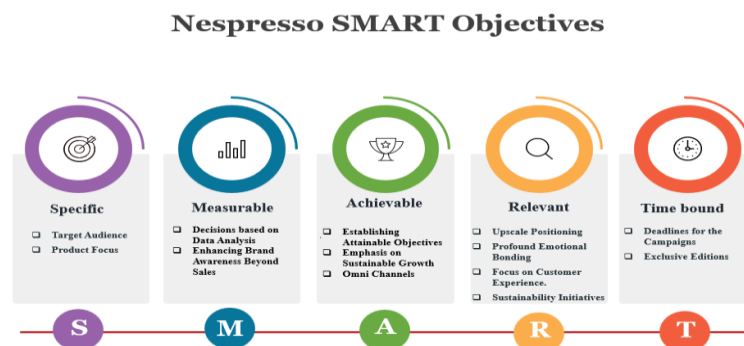 Nespresso SMART Objectives
Specific
Target Audience
Product Focus
Measurable
Decisions based on
Data Analysis
Enhancing Brand
Awareness Beyond
Sales
Achievable
Establishing
Attainable Objectives
Emphasis on
Sustainable Growth
Omni Channels
Relevant
Upscale Positioning
Profound Emotional
Bonding
Focus on Customer
Experience.
Sustainability Initiatives
Time bound
Deadlines for the
Campaigns
Exclusive Editions
S
M
A
R
T